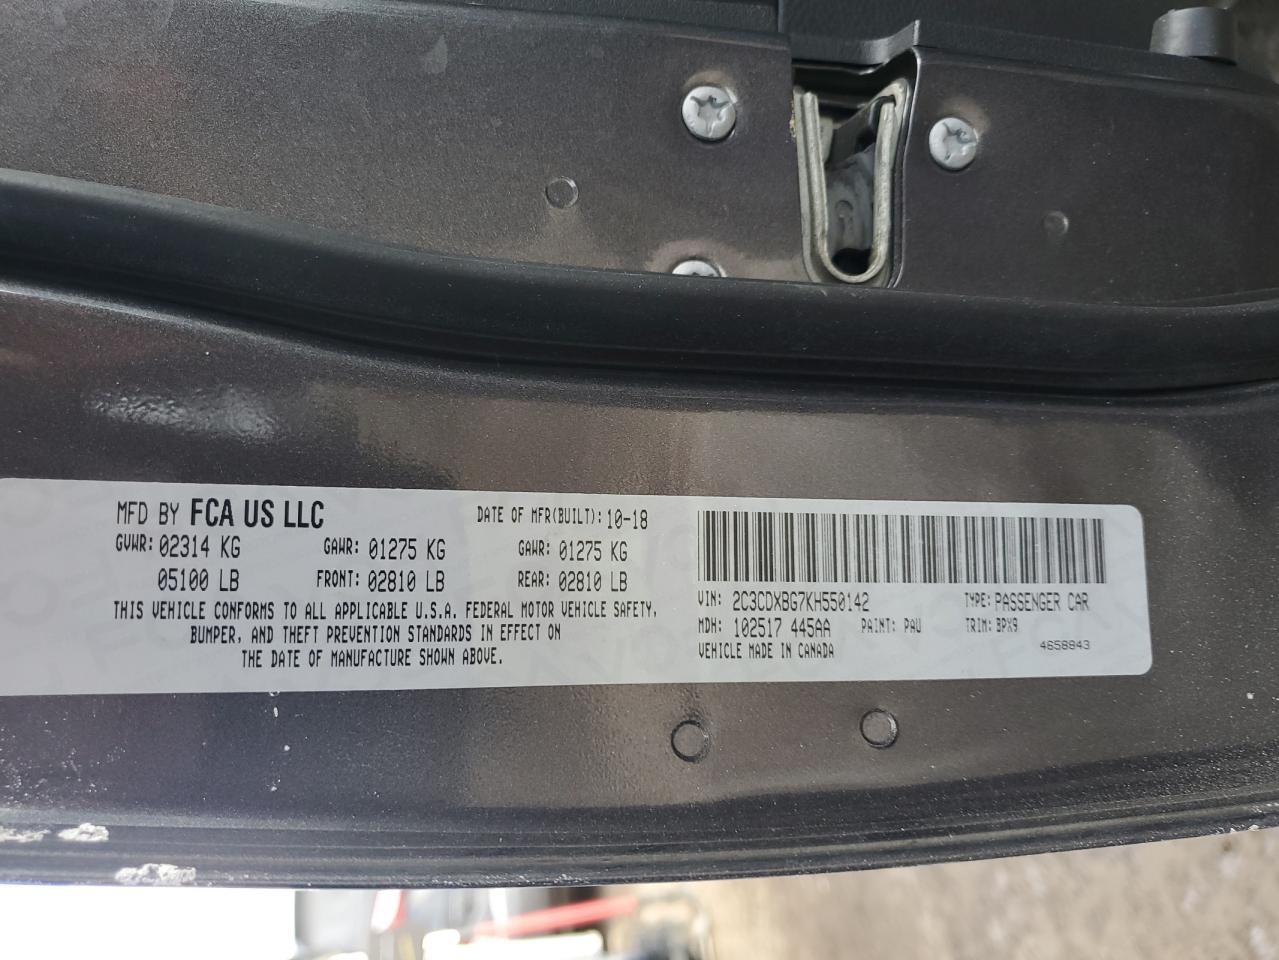 MFD BY FCA US LLC DATE OF MFR(BUILT): 10-18
GVWR: 02314 KG GAWR: 01275 KG GAWR: 01275 KG
05100 LB FRONT: 02810 LB REAR: 02810 LB
THIS VEHICLE CONFORMS TO ALL APPLICABLE U.S.A. FEDERAL MOTOR VEHICLE SAFETY,
BUMPER, AND THEFT PREVENTION STANDARDS IN EFFECT ON
THE DATE OF MANUFACTURE SHOWN ABOVE.
VIN: 2C3CDXBG7KH550142 TYPE: PASSENGER CAR
MDH: 102517 445AA PAINT: PAU TRIM: BPX9
VEHICLE MADE IN CANADA 4658843